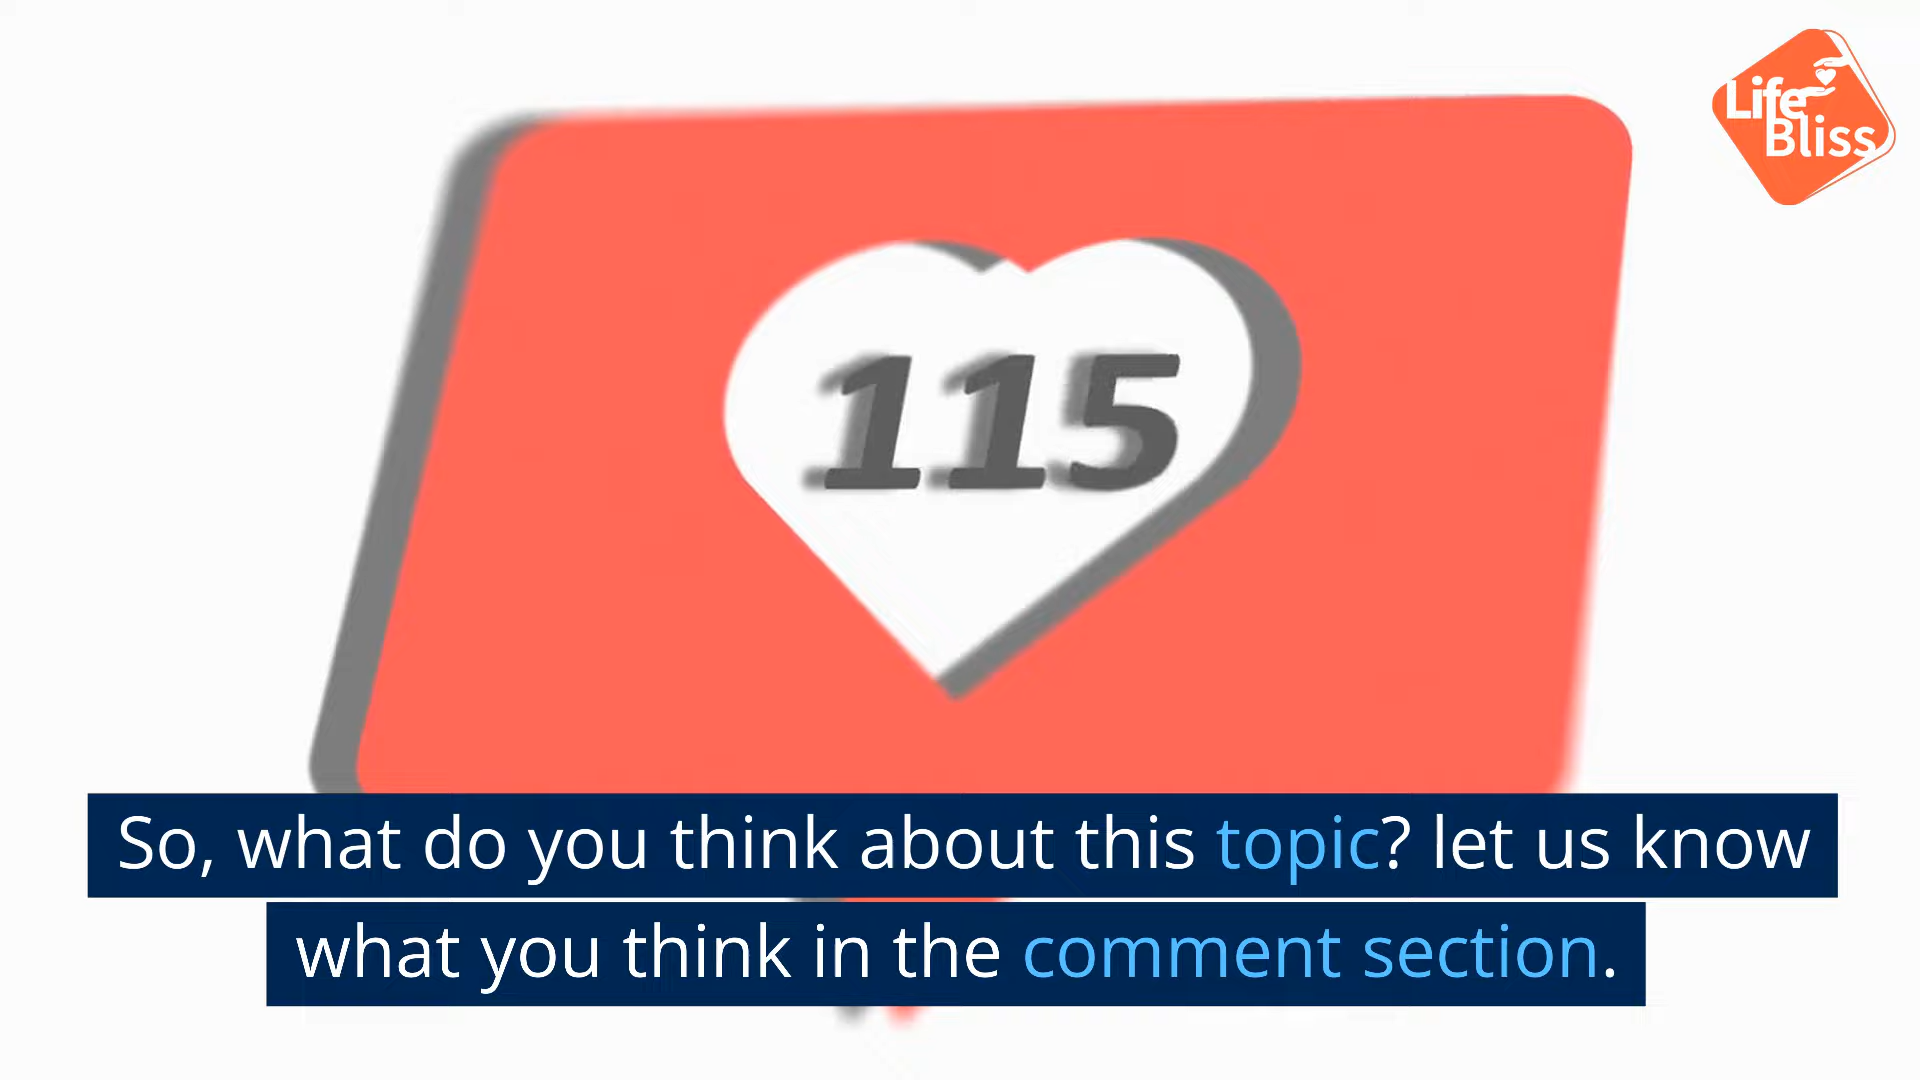 Life
Bliss
115
So, what do you think about this topic? let us know
what you think in the comment section.